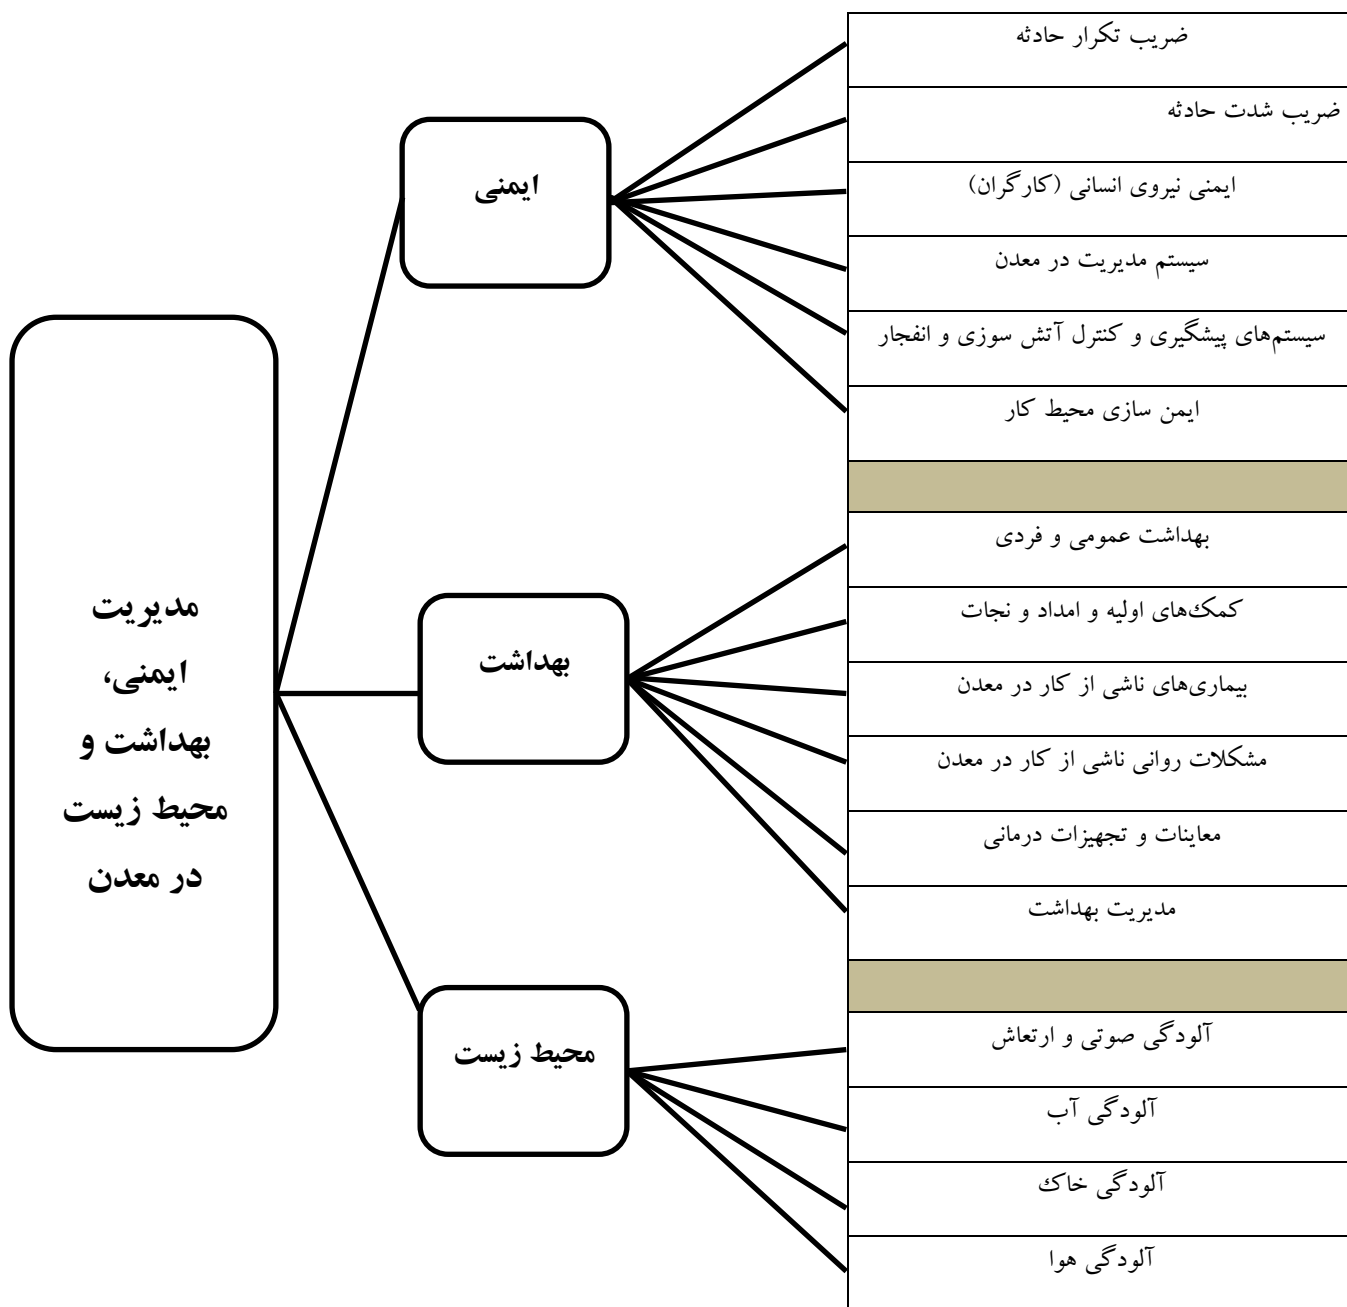 ضریب تکرار حادثه
ضریب شدت حادثه
ایمنی نیروی انسانی (کارگران)
سیستم مدیریت در معدن
سیستم‌های پیشگیری و کنترل آتش سوزی و انفجار
ایمن سازی محیط کار
بهداشت عمومی و فردی
کمک‌های اولیه و امداد و نجات
بیماری‌های ناشی از کار در معدن
مشکلات روانی ناشی از کار در معدن
معاینات و تجهیزات درمانی
مدیریت بهداشت
آلودگی صوتی و ارتعاش
آلودگی آب
آلودگی خاک
آلودگی هوا
ایمنی
بهداشت
محیط زیست
مدیریت
ایمنی،
بهداشت و
محیط زیست
در معدن